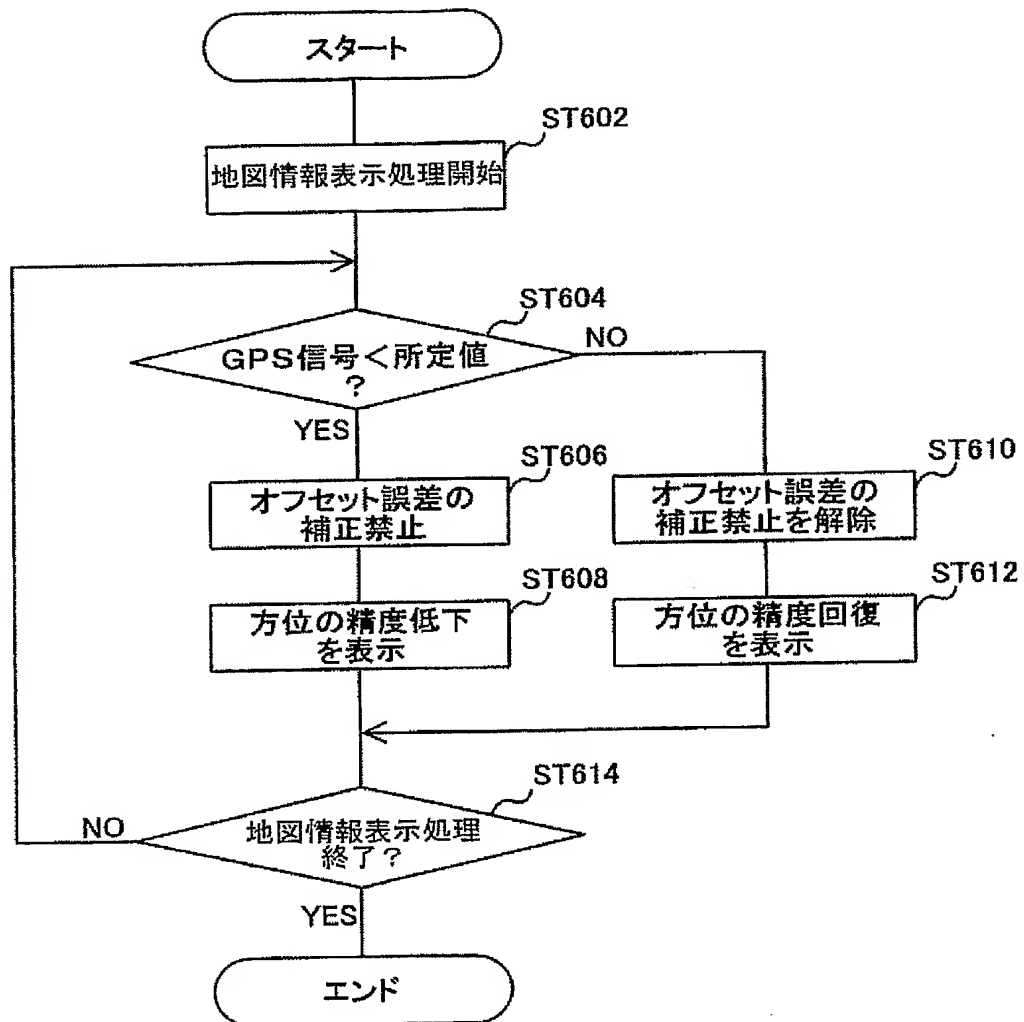 スタート
ST602
地図情報表示処理開始
ST604
GPS信号<所定値
?
NO
YES
ST606
オフセット誤差の
補正禁止
ST610
オフセット誤差の
補正禁止を解除
ST608
方位の精度低下
を表示
ST612
方位の精度回復
を表示
ST614
地図情報表示処理
終了?
NO
YES
エンド